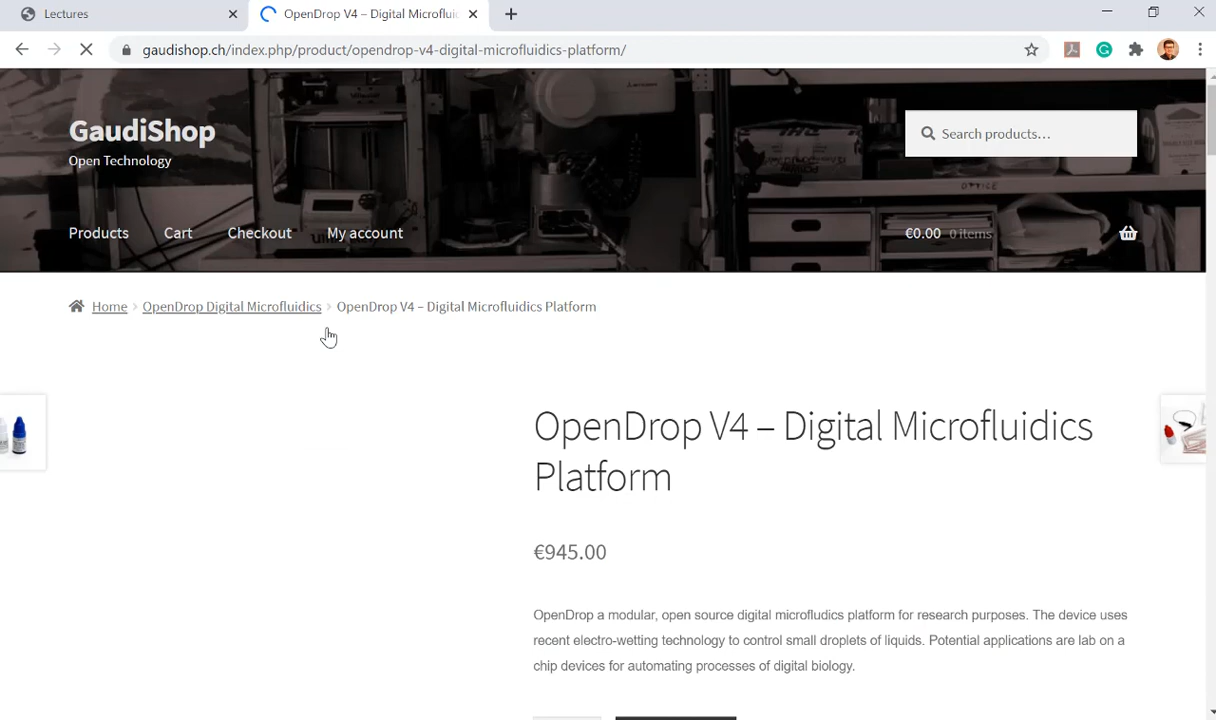 Lectures
OpenDrop V4 – Digital Microflui
gaudishop.ch/index.php/product/opendrop-v4-digital-microfluidics-platform/
GaudiShop
Open Technology
Search products…
OFFICE
Products Cart Checkout My account
€0.00 0 items
Home OpenDrop Digital Microfluidics OpenDrop V4 – Digital Microfluidics Platform
OpenDrop V4 – Digital Microfluidics
Platform
€945.00
OpenDrop a modular, open source digital microfludics platform for research purposes. The device uses
recent electro-wetting technology to control small droplets of liquids. Potential applications are lab on a
chip devices for automating processes of digital biology.